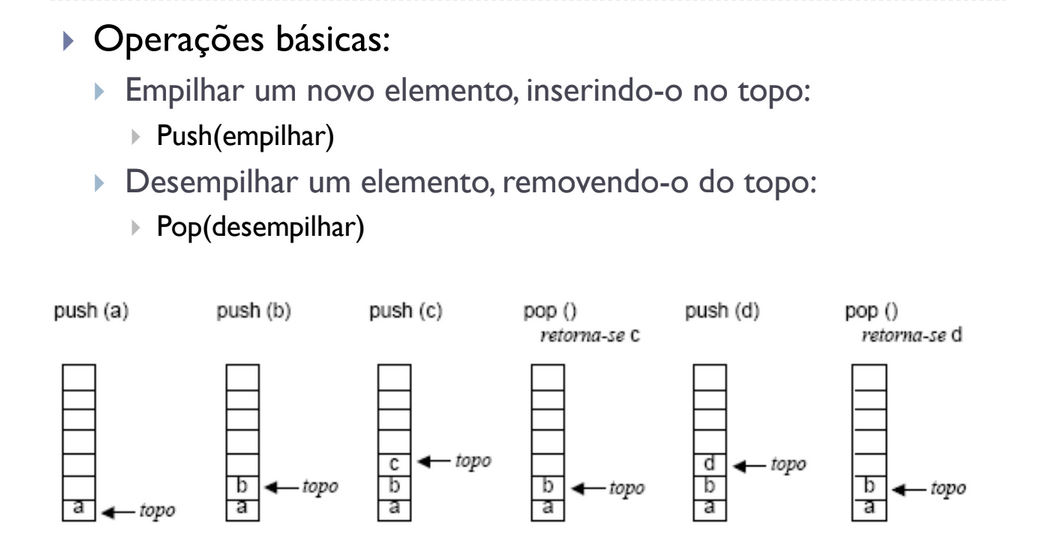 Operações básicas:
Empilhar um novo elemento, inserindo-o no topo:
Push(empilhar)
Desempilhar um elemento, removendo-o do topo:
Pop(desempilhar)
push (a) push (b) push (c) pop () push (d) pop ()
retorna-se c retorna-se d
c topo d topo
b topo b b topo b b topo
a topo a a a a a